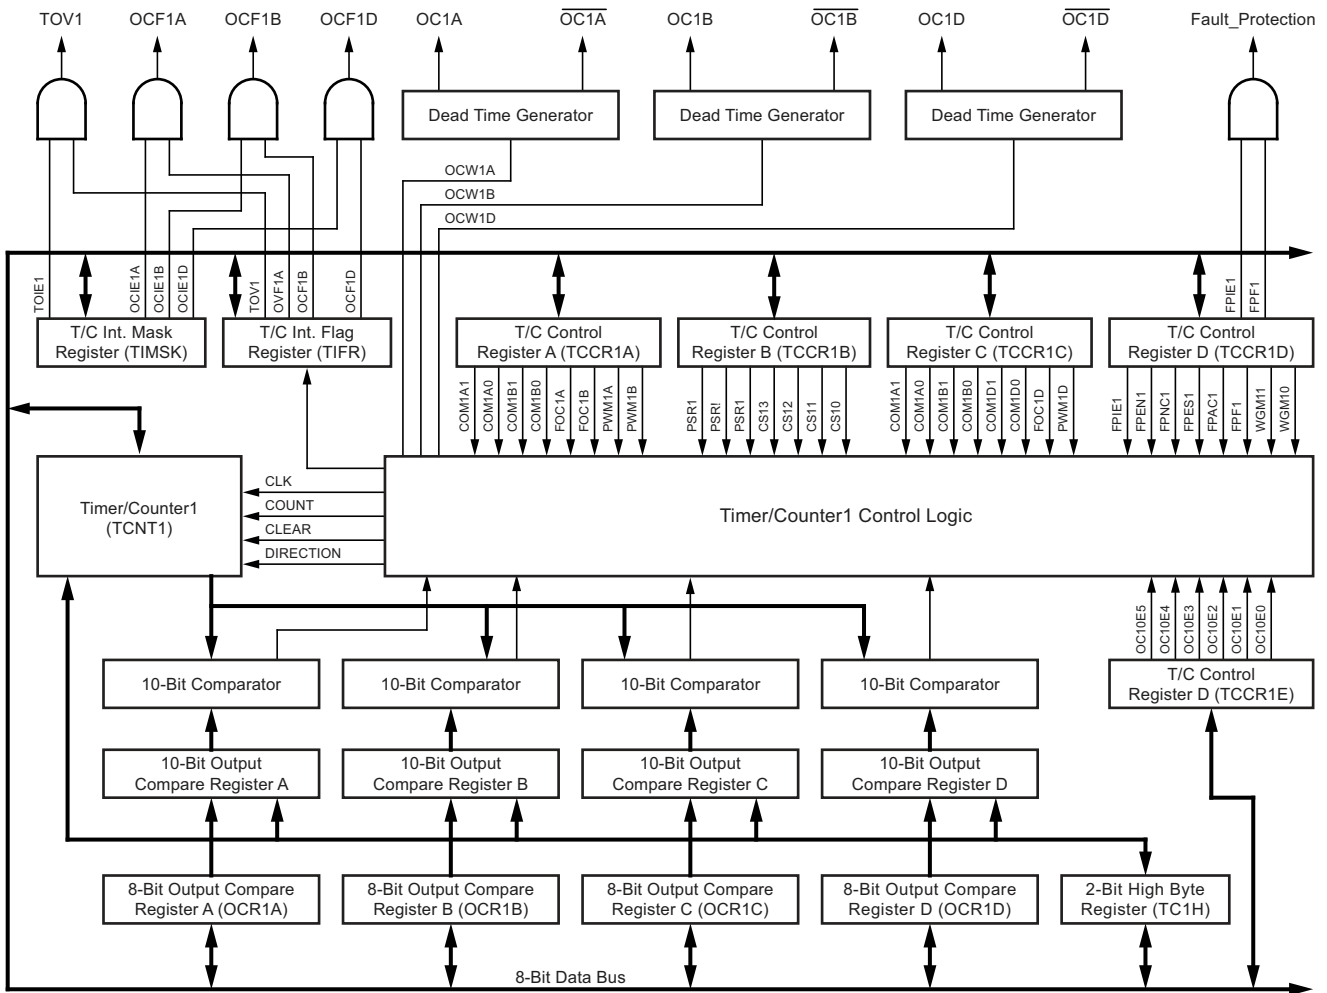 TOV1 OCF1A OCF1B OCF1D OC1A OC1A OC1B OC1B OC1D OC1D Fault_Protection
Dead Time Generator
Dead Time Generator
Dead Time Generator
OCW1A
OCW1B
OCW1D
TOIE1
OCIE1A
OCIE1B
OCIE1D
TOV1
OVF1A
OCF1B
OCF1D
FPIE1
FPF1
T/C Int. Mask
Register (TIMSK)
T/C Int. Flag
Register (TIFR)
T/C Control
Register A (TCCR1A)
T/C Control
Register B (TCCR1B)
T/C Control
Register C (TCCR1C)
T/C Control
Register D (TCCR1D)
COM1A1
COM1A0
COM1B1
COM1B0
FOC1A
FOC1B
PWM1A
PWM1B
PSR1
PSR!
PSR1
CS13
CS12
CS11
CS10
COM1A1
COM1A0
COM1B1
COM1B0
COM1D1
COM1D0
FOC1D
PWM1D
FPIE1
FPEN1
FPNC1
FPES1
FPAC1
FPF1
WGM11
WGM10
Timer/Counter1
(TCNT1)
CLK
COUNT
CLEAR
DIRECTION
Timer/Counter1 Control Logic
OC10E5
OC10E4
OC10E3
OC10E2
OC10E1
OC10E0
10-Bit Comparator
10-Bit Comparator
10-Bit Comparator
10-Bit Comparator
T/C Control
Register D (TCCR1E)
10-Bit Output
Compare Register A
10-Bit Output
Compare Register B
10-Bit Output
Compare Register C
10-Bit Output
Compare Register D
8-Bit Output Compare
Register A (OCR1A)
8-Bit Output Compare
Register B (OCR1B)
8-Bit Output Compare
Register C (OCR1C)
8-Bit Output Compare
Register D (OCR1D)
2-Bit High Byte
Register (TC1H)
8-Bit Data Bus